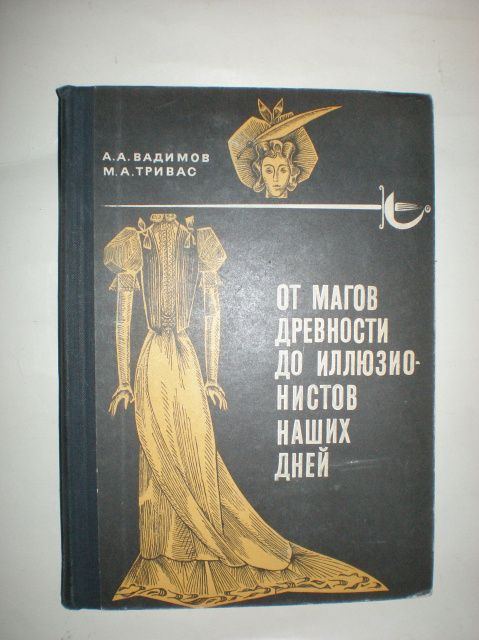 А. А. ВАДИМОВ
М. А. ТРИВАС
ОТ МАГОВ
ДРЕВНОСТИ
ДО ИЛЛЮЗИО-
НИСТОВ
НАШИХ
ДНЕЙ